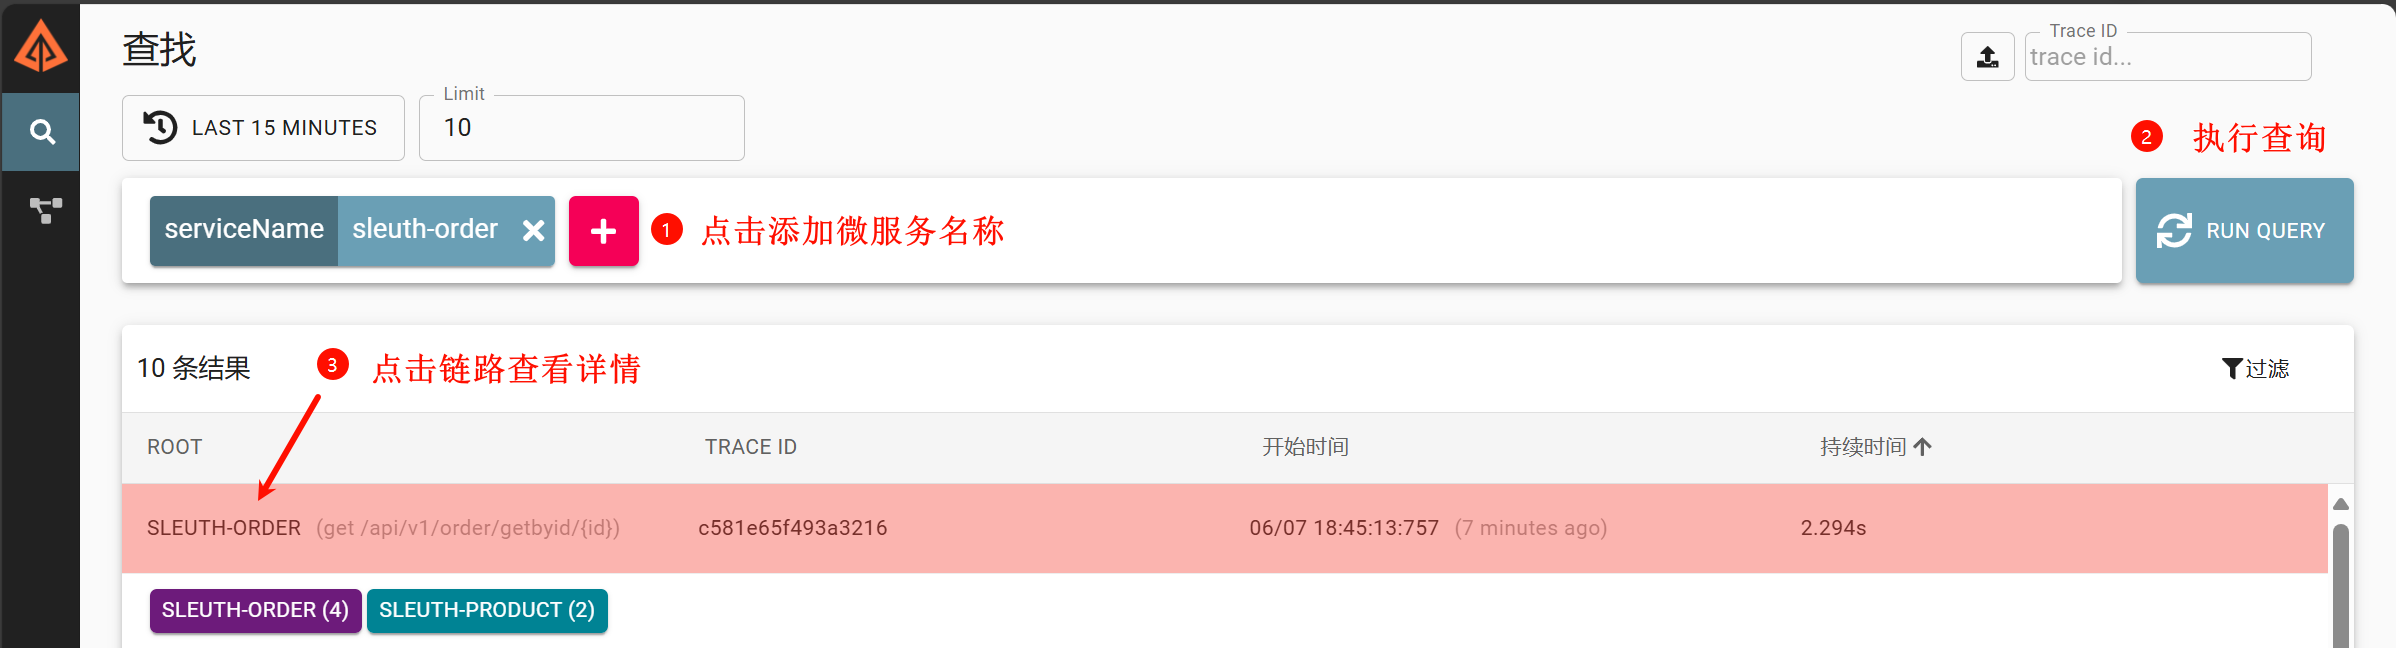 查找
Trace ID
trace id...
LAST 15 MINUTES
Limit
10
2 执行查询
serviceName sleuth-order
1 点击添加微服务名称
RUN QUERY
10 条结果
3 点击链路查看详情
过滤
ROOT TRACE ID 开始时间 持续时间
SLEUTH-ORDER (get /api/v1/order/getbyid/{id}) c581e65f493a3216 06/07 18:45:13:757 (7 minutes ago) 2.294s
SLEUTH-ORDER (4) SLEUTH-PRODUCT (2)